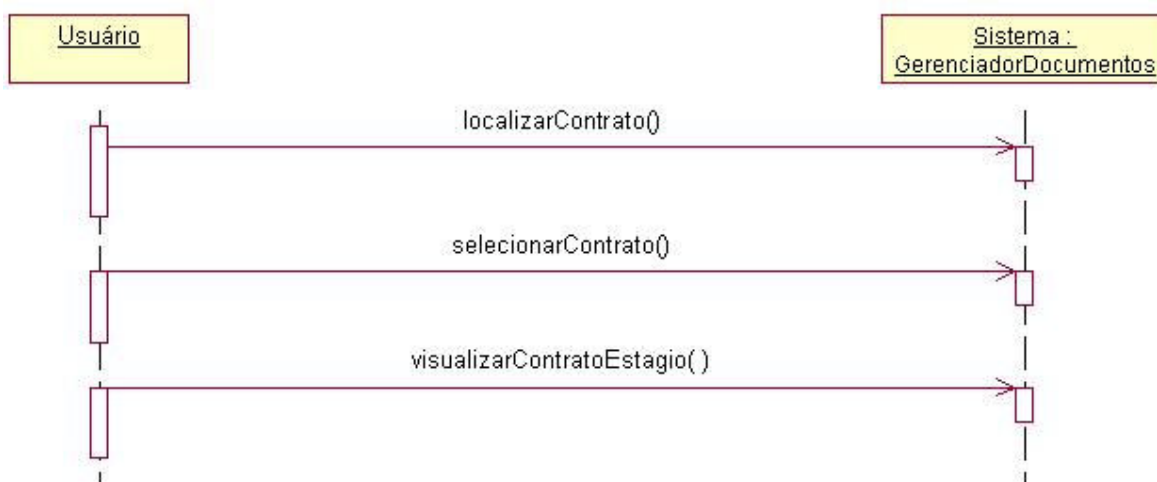 Usuário
Sistema :
GerenciadorDocumentos
localizarContrato()
selecionarContrato()
visualizarContratoEstagio( )